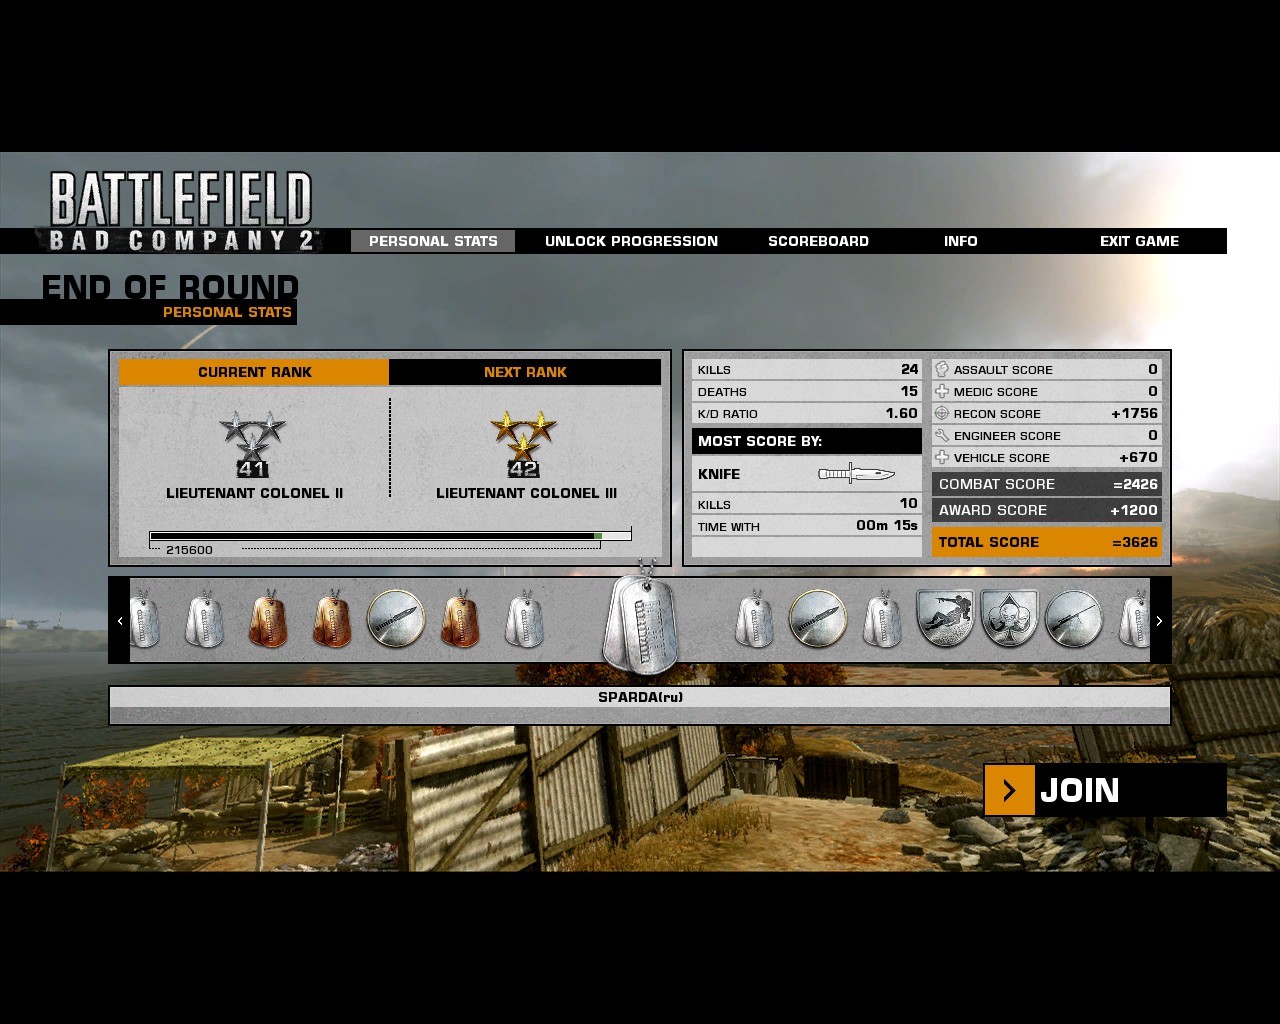 BATTLEFIELD
BAD COMPANY 2™
PERSONAL STATS UNLOCK PROGRESSION SCOREBOARD INFO EXIT GAME
END OF ROUND
PERSONAL STATS
CURRENT RANK NEXT RANK
41 42
LIEUTENANT COLONEL II LIEUTENANT COLONEL III
215600
KILLS 24
DEATHS 15
K/D RATIO 1.60
MOST SCORE BY:
KNIFE
KILLS 10
TIME WITH 00m 15s
ASSAULT SCORE 0
MEDIC SCORE 0
RECON SCORE +1756
ENGINEER SCORE 0
VEHICLE SCORE +670
COMBAT SCORE =2426
AWARD SCORE +1200
TOTAL SCORE =3626
SPARDA(ru)
JOIN